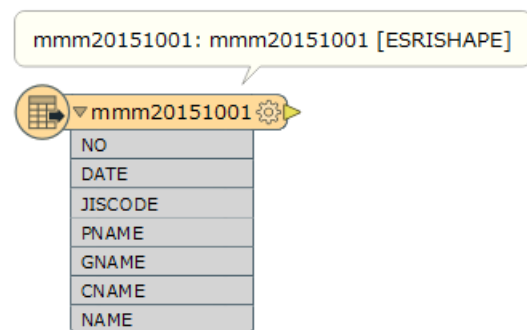 mmm20151001: mmm20151001 [ESRISHAPE]
mmm20151001
NO
DATE
JISCODE
PNAME
GNAME
CNAME
NAME